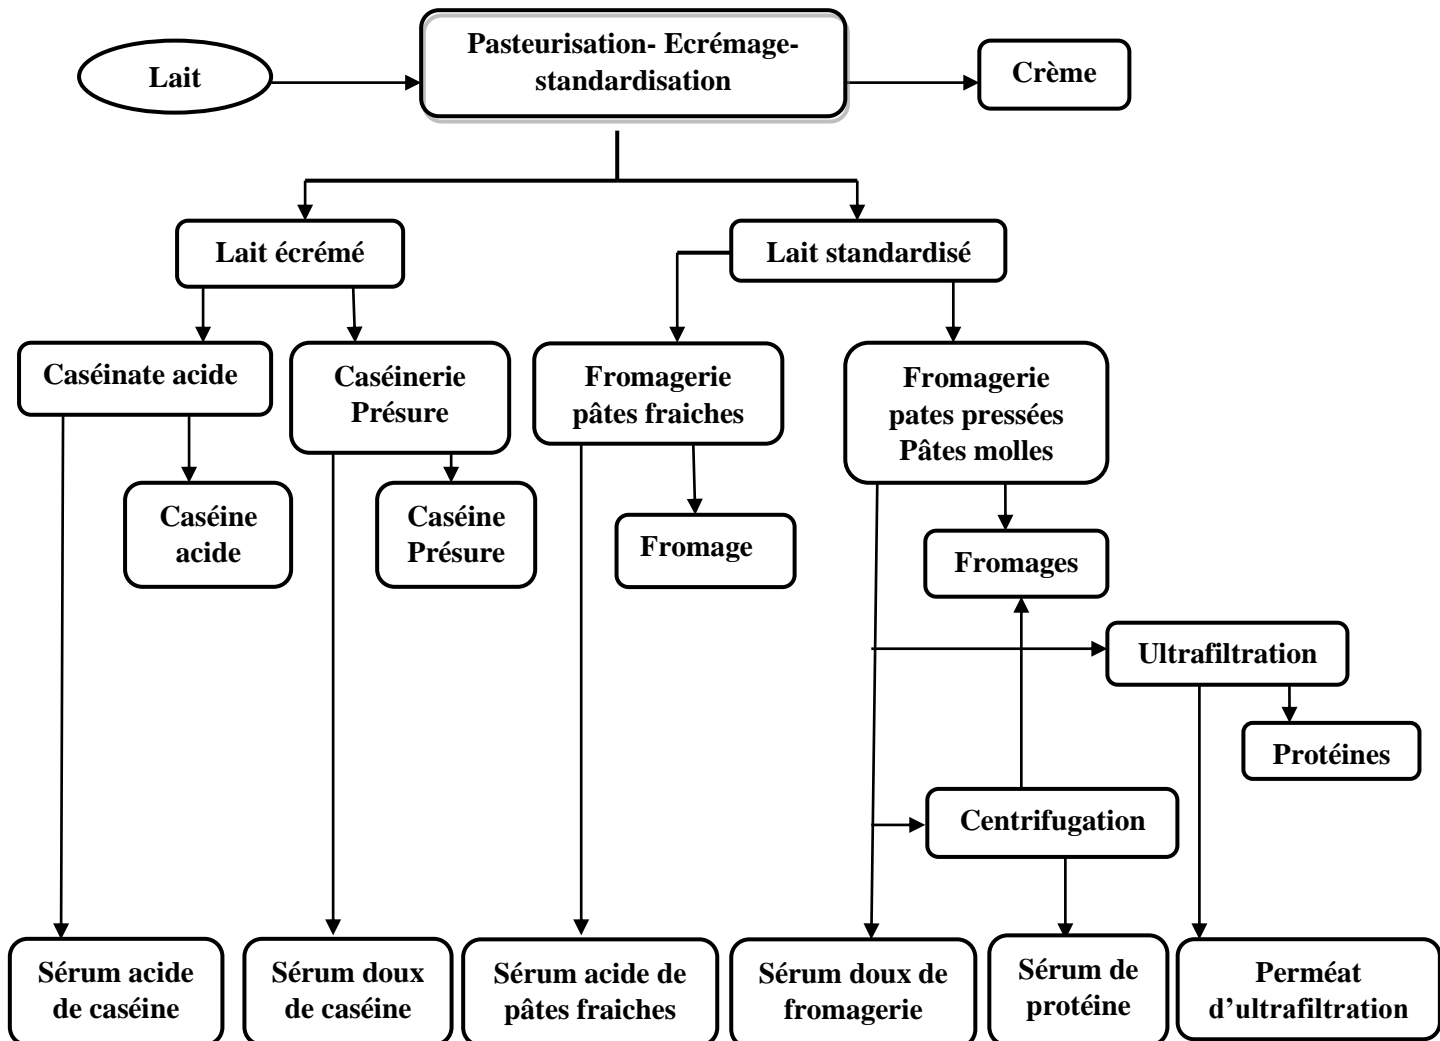 Lait
Pasteurisation- Ecrémage-
standardisation
Crème
Lait écrémé
Lait standardisé
Caséinate acide
Caséinerie
Présure
Fromagerie
pâtes fraiches
Fromagerie
pates pressées
Pâtes molles
Caséine
acide
Caséine
Présure
Fromage
Fromages
Ultrafiltration
Protéines
Centrifugation
Sérum acide
de caséine
Sérum doux
de caséine
Sérum acide de
pâtes fraiches
Sérum doux de
fromagerie
Sérum de
protéine
Perméat
d’ultrafiltration